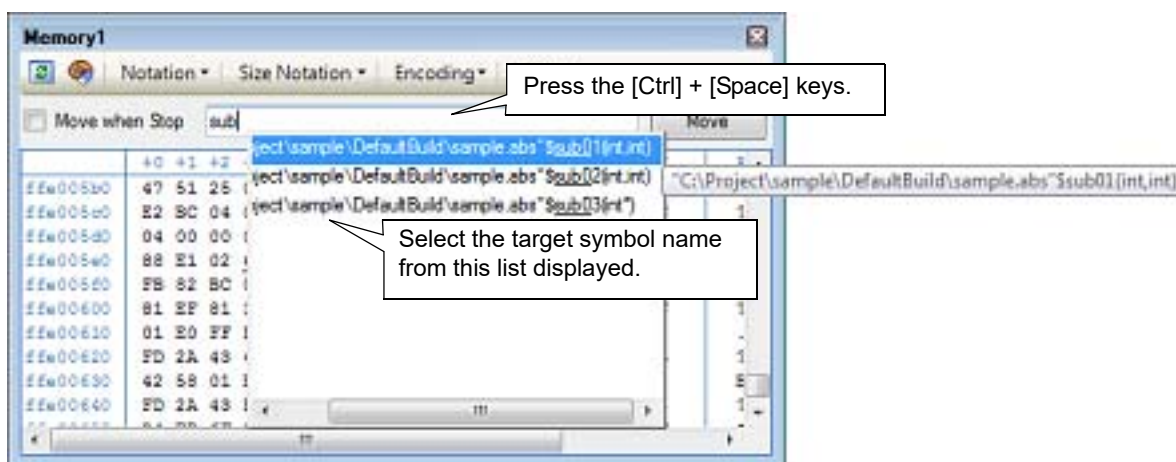 Memory1
Notation Size Notation Encoding
Press the [Ctrl] + [Space] keys.
Move when Stop sub Move
+0 +1 +2
ject\sample\DefaultBuild\sample.abs"$sub01(int,int)
ject\sample\DefaultBuild\sample.abs"$sub02(int,int)
"C:\Project\sample\DefaultBuild\sample.abs"$sub01(int,int)
ject\sample\DefaultBuild\sample.abs"$sub03(int*)
Select the target symbol name
from this list displayed.
ffe005b0 47 51 25
ffe005c0 E2 BC 04
ffe005d0 04 00 00
ffe005e0 88 E1 02
ffe005f0 FB 82 BC
ffe00600 81 EF 81
ffe00610 01 E0 FF
ffe00620 FD 2A 43
ffe00630 42 58 01
ffe00640 FD 2A 43